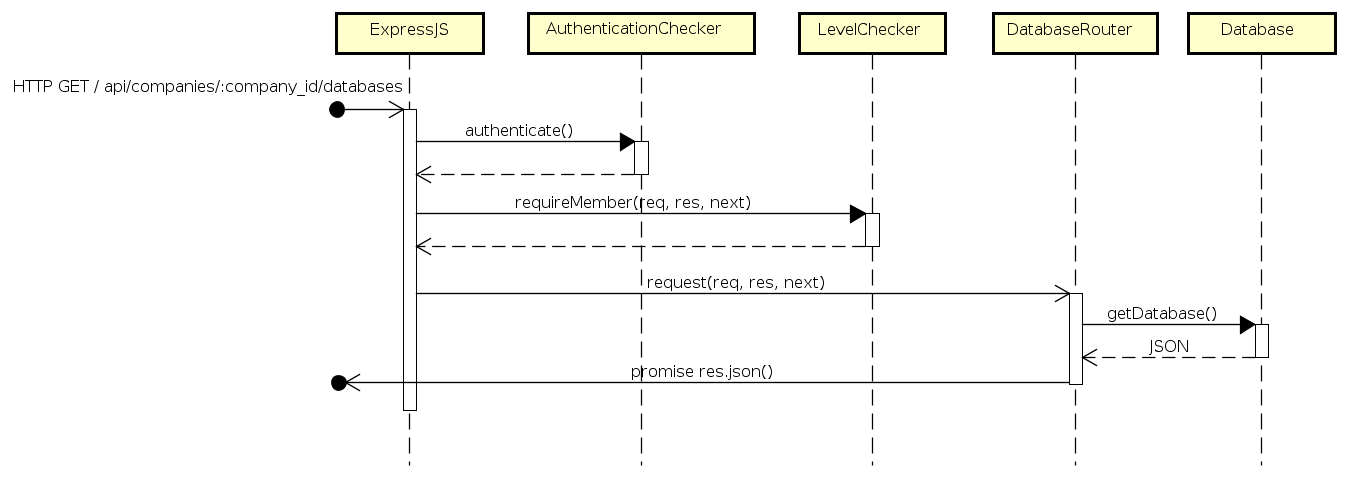 ExpressJS
AuthenticationChecker
LevelChecker
DatabaseRouter
Database
HTTP GET / api/companies/:company_id/databases
authenticate()
requireMember(req, res, next)
request(req, res, next)
getDatabase()
JSON
promise res.json()